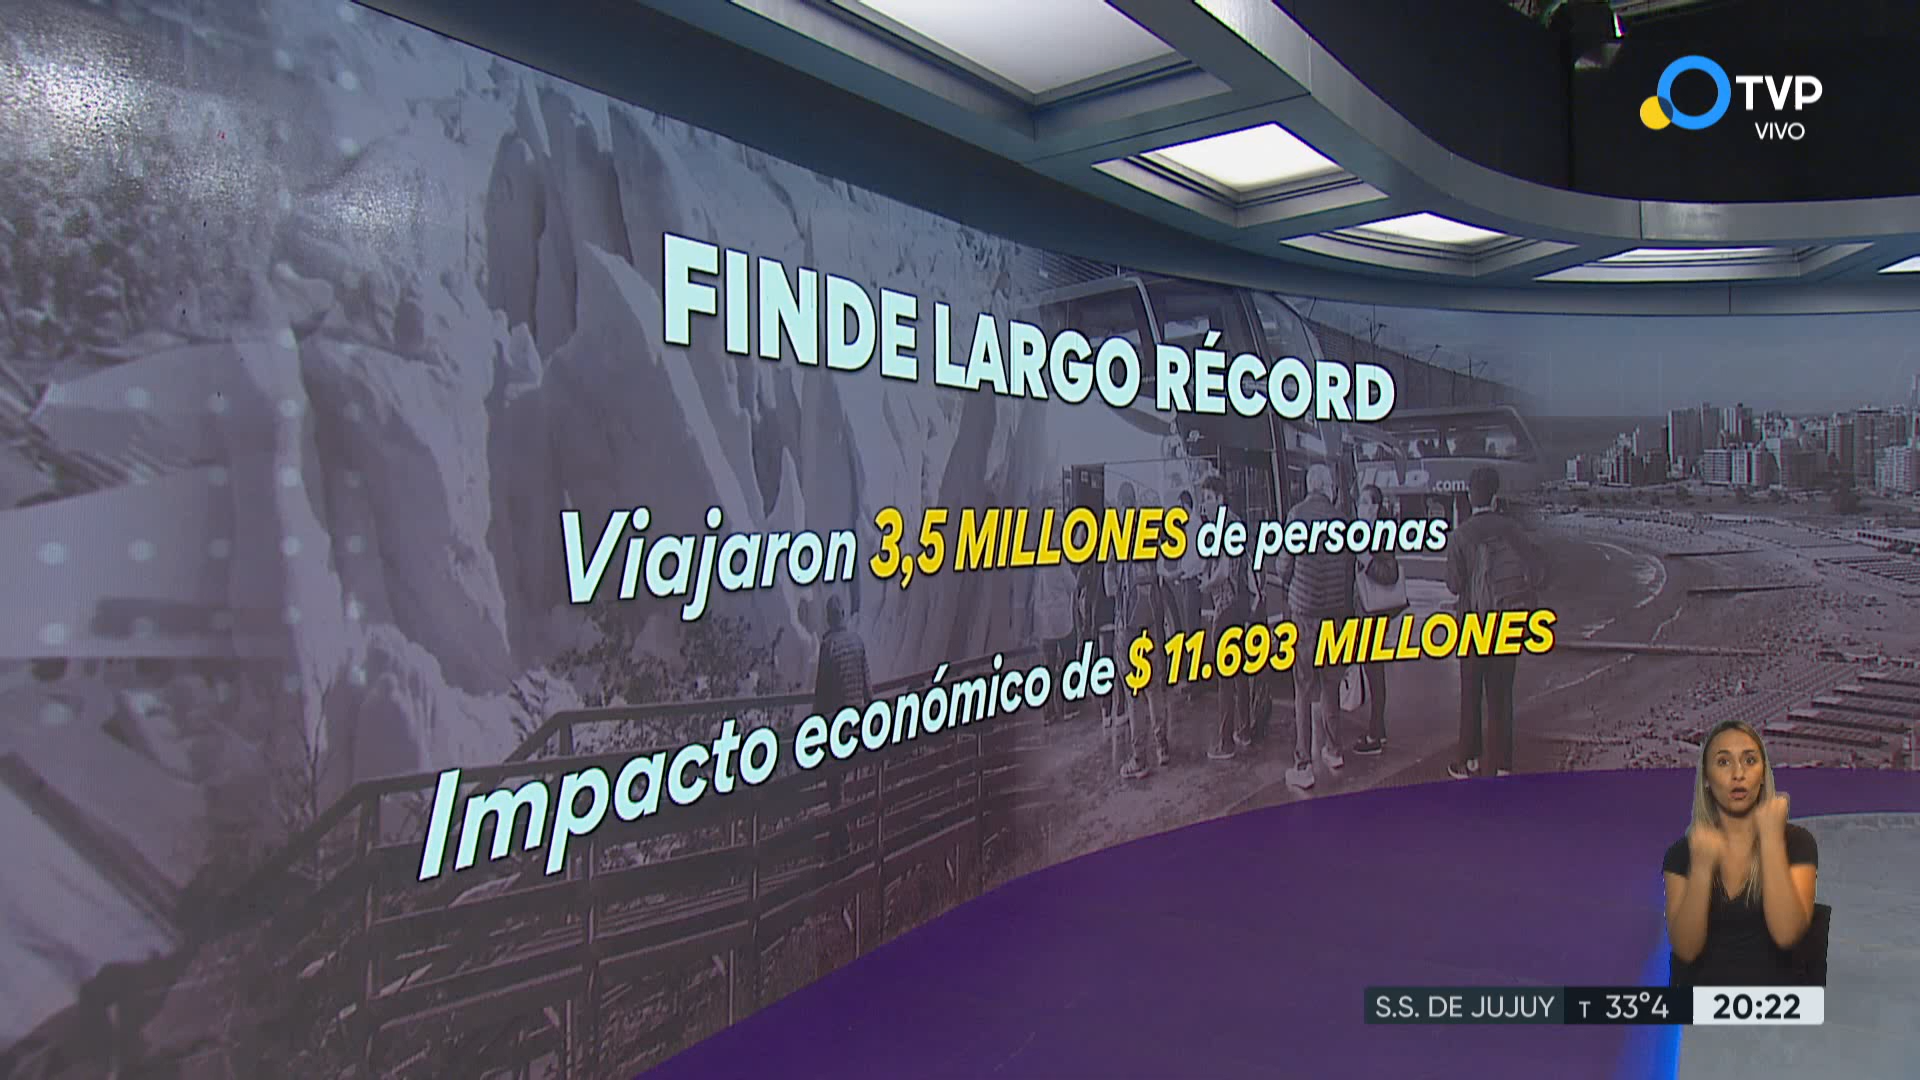 TVP
VIVO
FINDE LARGO RÉCORD
.com
Viajaron 3,5 MILLONES de personas
Impacto económico de $ 11.693 MILLONES
S.S. DE JUJUY T 33°4 20:22